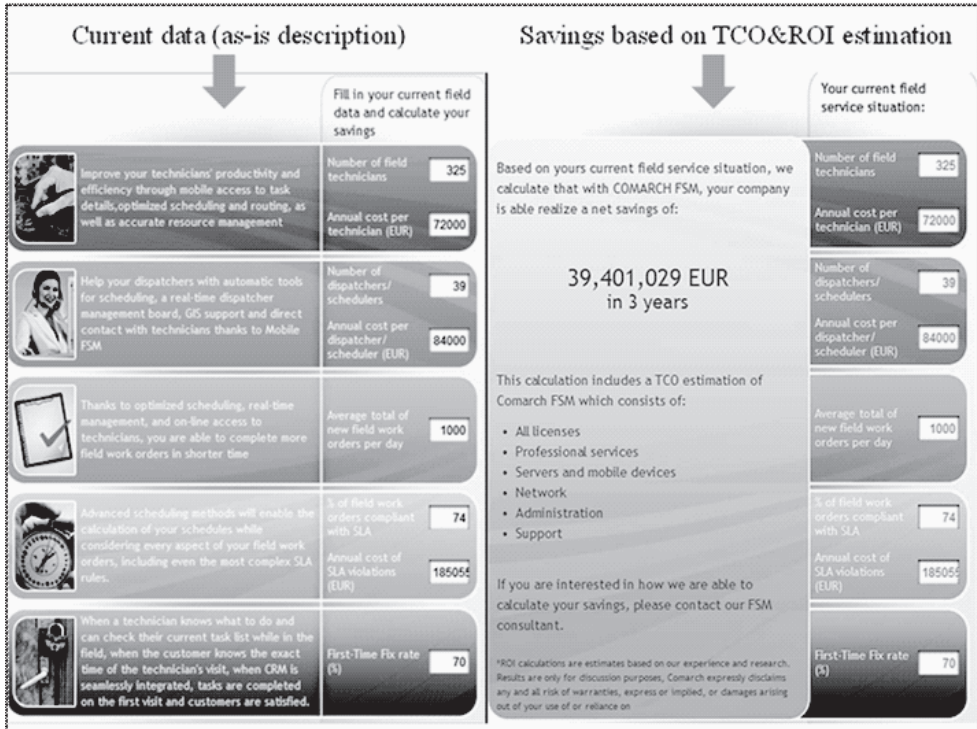 Current data (as-is description)
Fill in your current field
data and calculate your
savings
Improve your technicians' productivity and
efficiency through mobile access to task
details,optimized scheduling and routing, as
well as accurate resource management
Number of field
technicians
325
Annual cost per
technician (EUR)
72000
Help your dispatchers with automatic tools
for scheduling, a real-time dispatcher
management board, GIS support and direct
contact with technicians thanks to Mobile
FSM
Number of
dispatchers/
schedulers
39
Annual cost per
dispatcher/
scheduler (EUR)
84000
Thanks to optimized scheduling, real-time
management, and on-line access to
technicians, you are able to complete more
field work orders in shorter time
Average total of
new field work
orders per day
1000
Advanced scheduling methods will enable the
calculation of your schedules while
considering every aspect of your field work
orders, including even the most complex SLA
rules.
% of field work
orders compliant
with SLA
74
Annual cost of
SLA violations
(EUR)
185055
When a technician knows what to do and
can check their current task list while in the
field, when the customer knows the exact
time of the technician's visit, when CRM is
seamlessly integrated, tasks are completed
on the first visit and customers are satisfied.
First-Time Fix rate
(%)
70
Savings based on TCO&ROI estimation
Based on yours current field service situation, we
calculate that with COMARCH FSM, your company
is able realize a net savings of:
39,401,029 EUR
in 3 years
This calculation includes a TCO estimation of
Comarch FSM which consists of:
• All licenses
• Professional services
• Servers and mobile devices
• Network
• Administration
• Support
If you are interested in how we are able to
calculate your savings, please contact our FSM
consultant.
*ROI calculations are estimates based on our experience and research.
Results are only for discussion purposes, Comarch expressly disclaims
any and all risk of warranties, express or implied, or damages arising
out of your use of or reliance on
Your current field
service situation:
Number of field
technicians
325
Annual cost per
technician (EUR)
72000
Number of
dispatchers/
schedulers
39
Annual cost per
dispatcher/
scheduler (EUR)
84000
Average total of
new field work
orders per day
1000
% of field work
orders compliant
with SLA
74
Annual cost of
SLA violations
(EUR)
185055
First-Time Fix rate
(%)
70